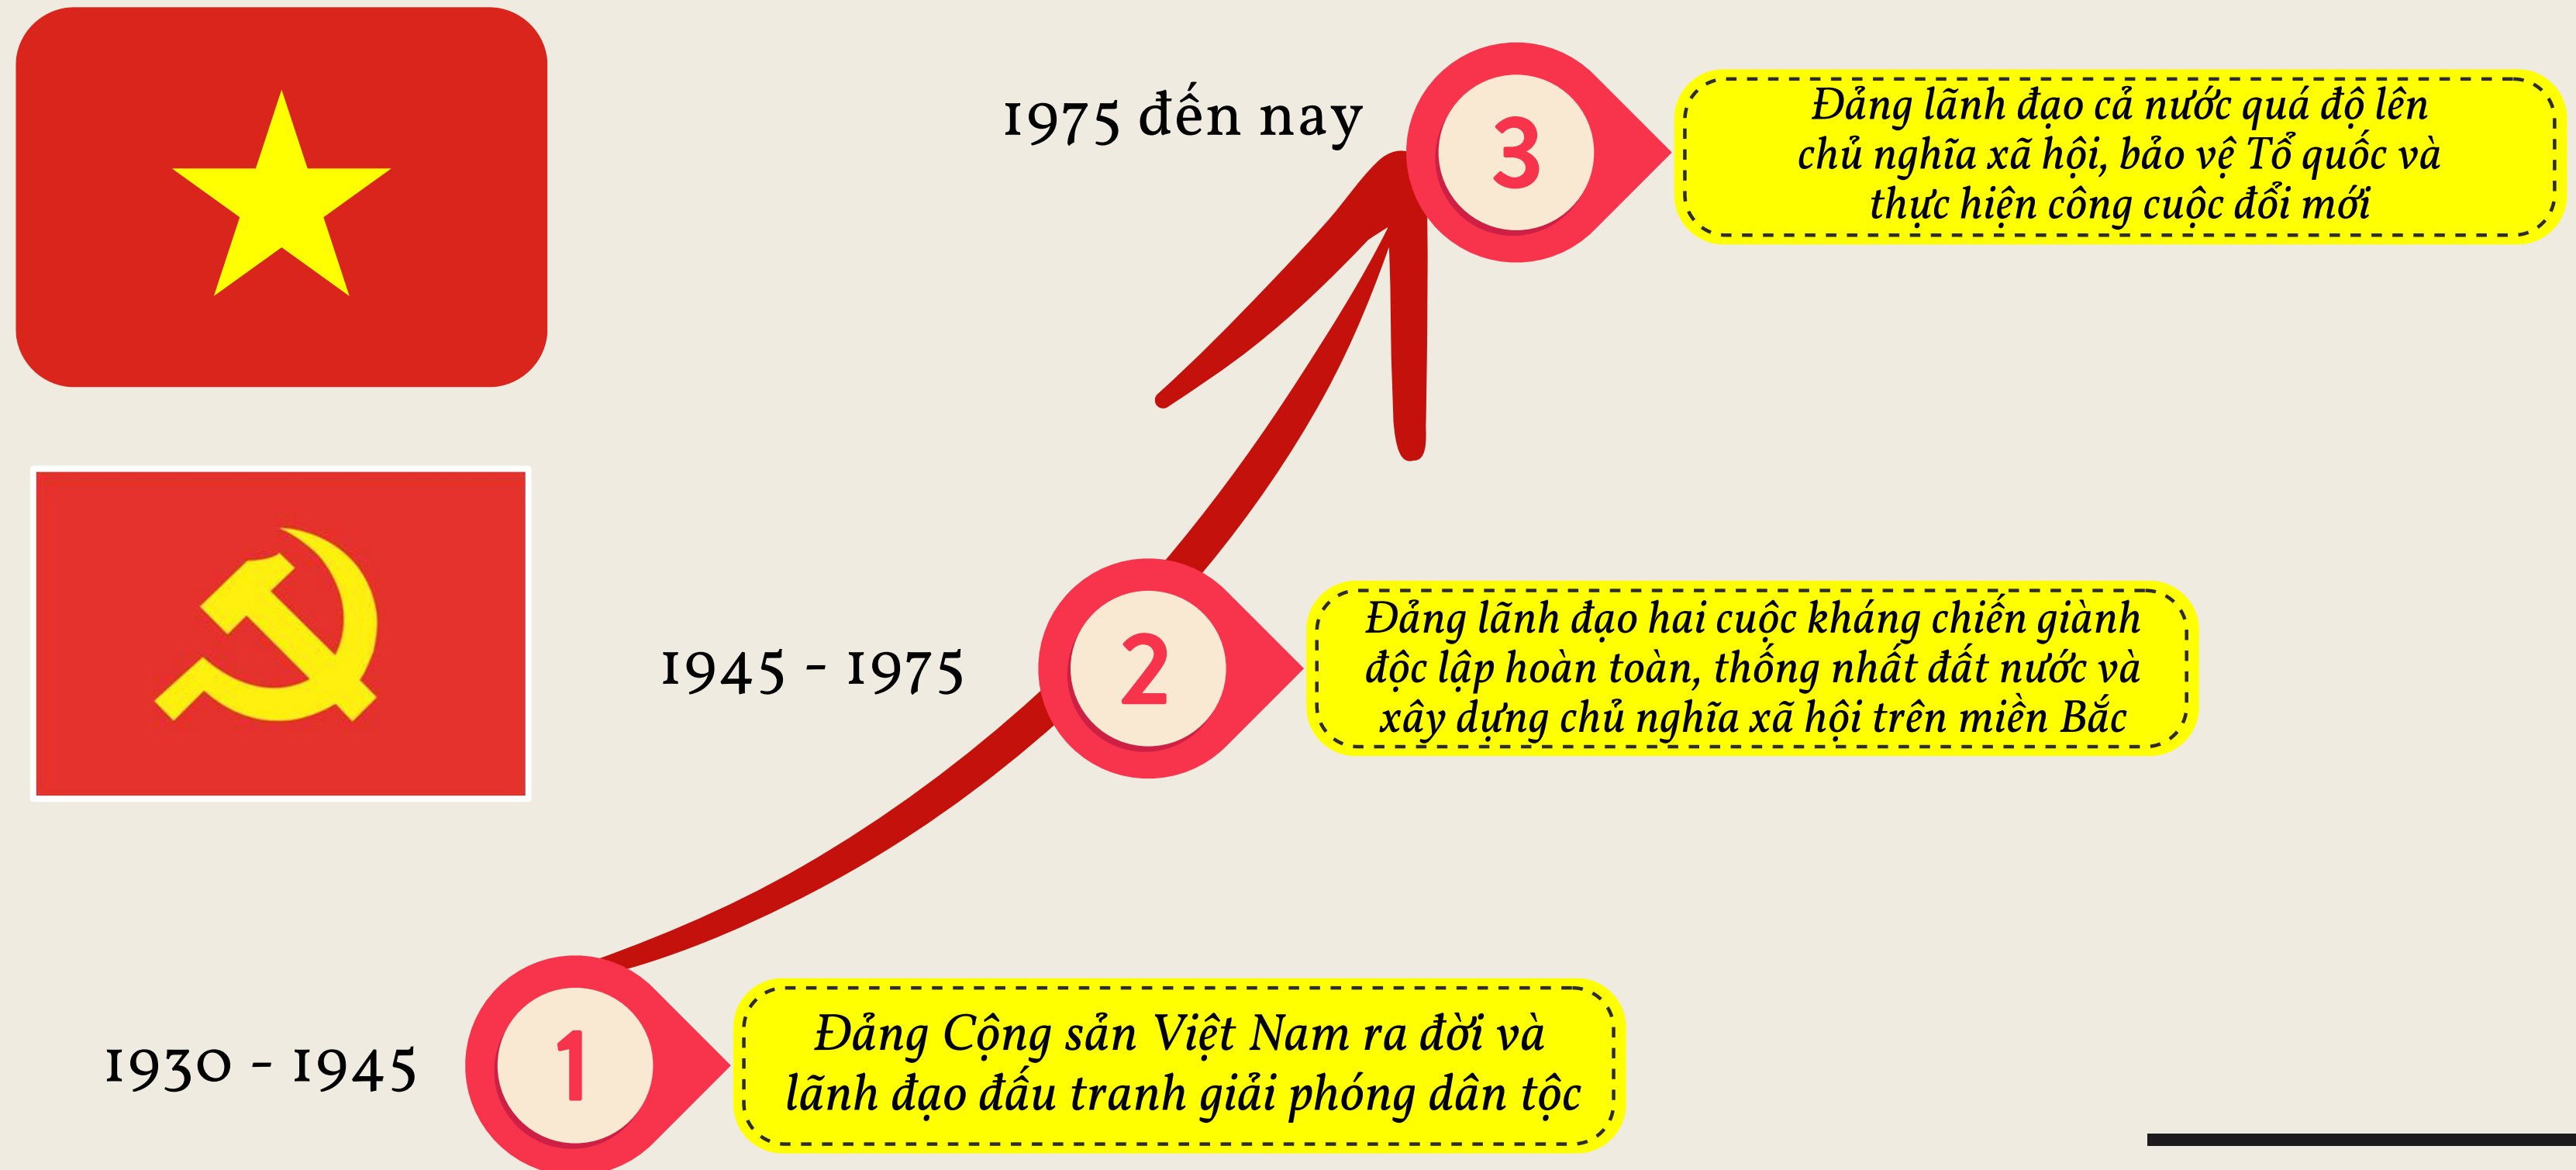 1975 đến nay
3
Đảng lãnh đạo cả nước quá độ lên
chủ nghĩa xã hội, bảo vệ Tổ quốc và
thực hiện công cuộc đổi mới
1945 - 1975
2
Đảng lãnh đạo hai cuộc kháng chiến giành
độc lập hoàn toàn, thống nhất đất nước và
xây dựng chủ nghĩa xã hội trên miền Bắc
1930 - 1945
1
Đảng Cộng sản Việt Nam ra đời và
lãnh đạo đấu tranh giải phóng dân tộc